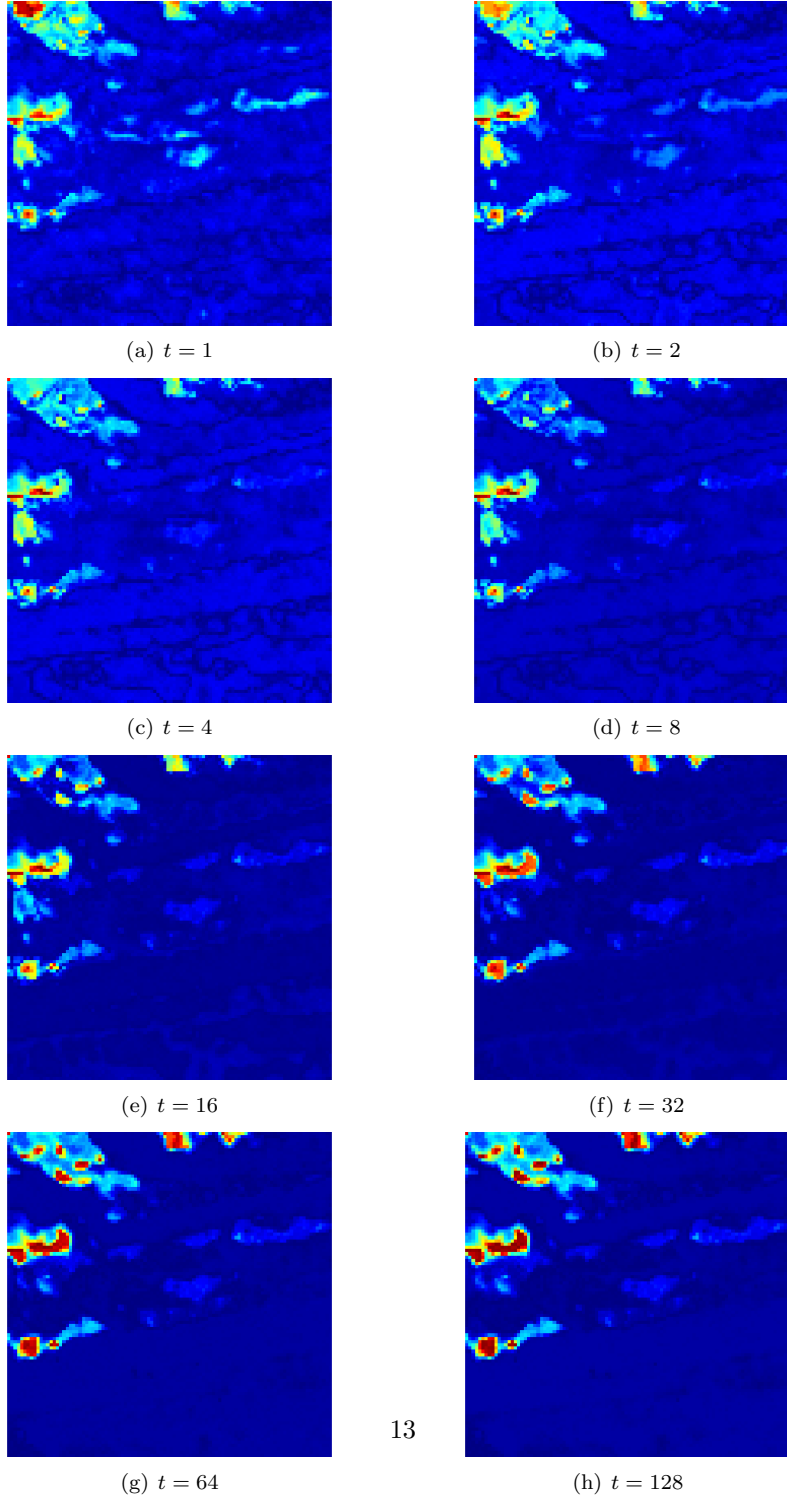 (a) t = 1
(b) t = 2
(c) t = 4
(d) t = 8
(e) t = 16
(f) t = 32
13
(g) t = 64
(h) t = 128